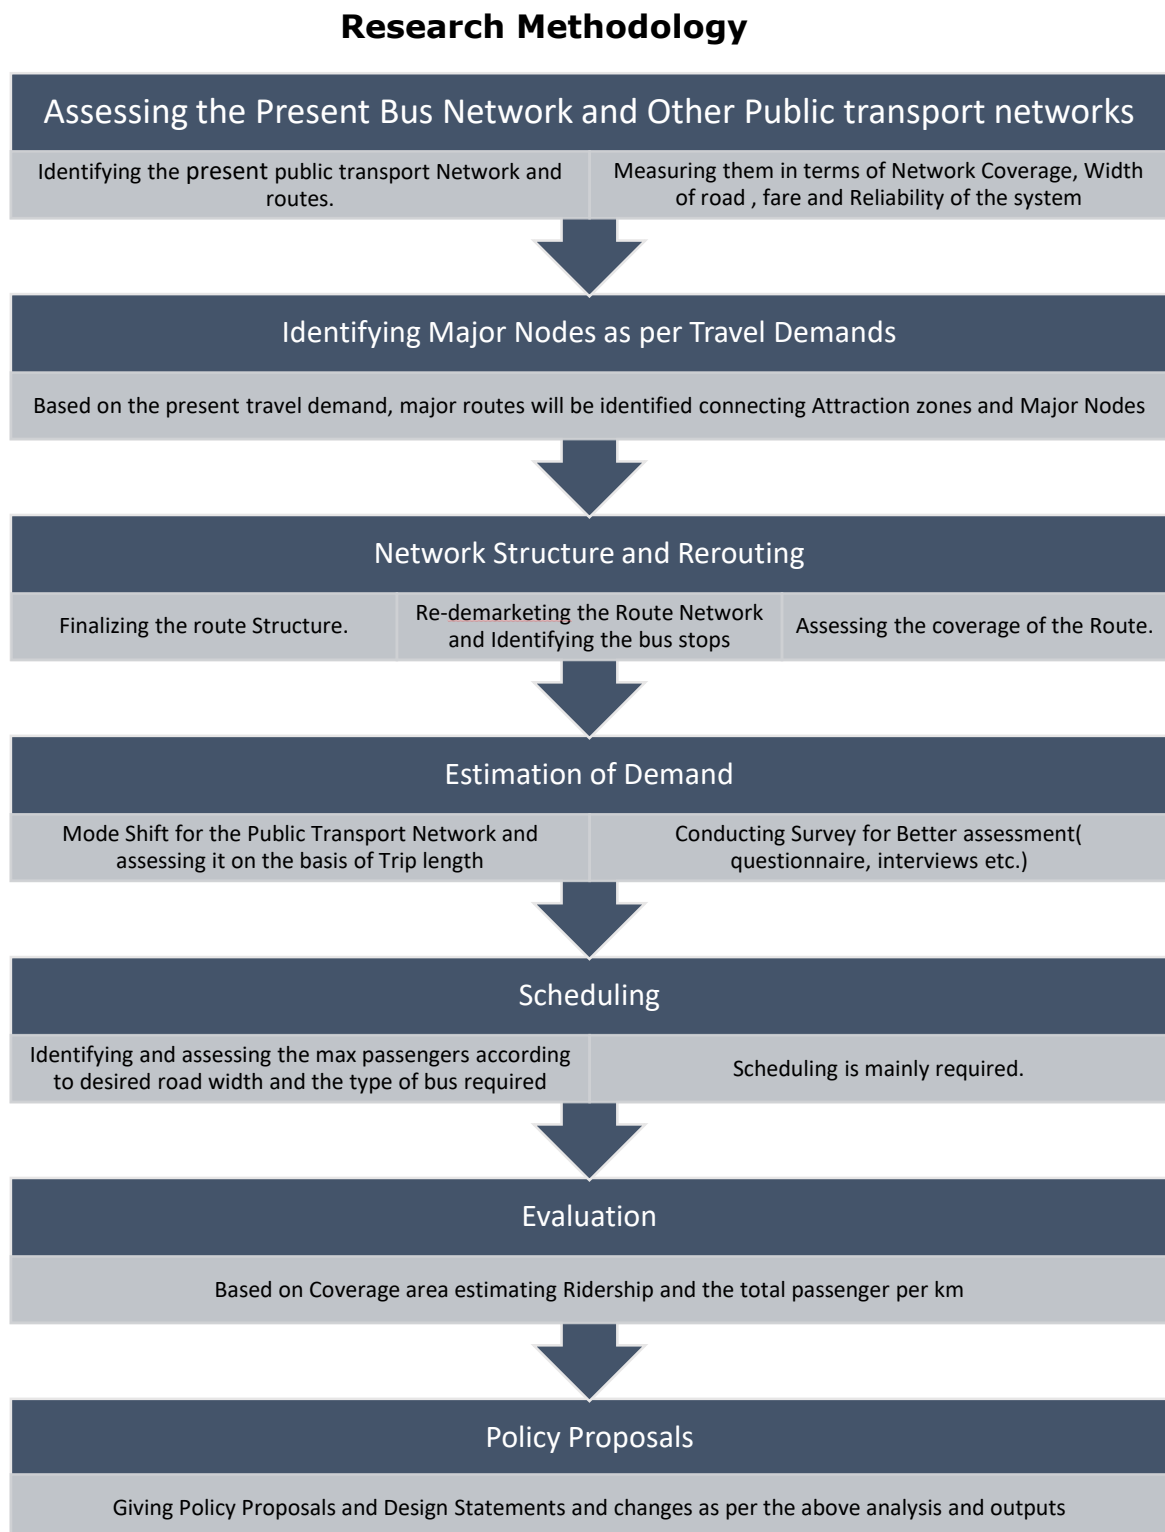 Research Methodology
Assessing the Present Bus Network and Other Public transport networks
Identifying the present public transport Network and
routes.
Measuring them in terms of Network Coverage, Width
of road , fare and Reliability of the system
Identifying Major Nodes as per Travel Demands
Based on the present travel demand, major routes will be identified connecting Attraction zones and Major Nodes
Network Structure and Rerouting
Finalizing the route Structure.
Re-demarketing the Route Network
and Identifying the bus stops
Assessing the coverage of the Route.
Estimation of Demand
Mode Shift for the Public Transport Network and
assessing it on the basis of Trip length
Conducting Survey for Better assessment(
questionnaire, interviews etc.)
Scheduling
Identifying and assessing the max passengers according
to desired road width and the type of bus required
Scheduling is mainly required.
Evaluation
Based on Coverage area estimating Ridership and the total passenger per km
Policy Proposals
Giving Policy Proposals and Design Statements and changes as per the above analysis and outputs